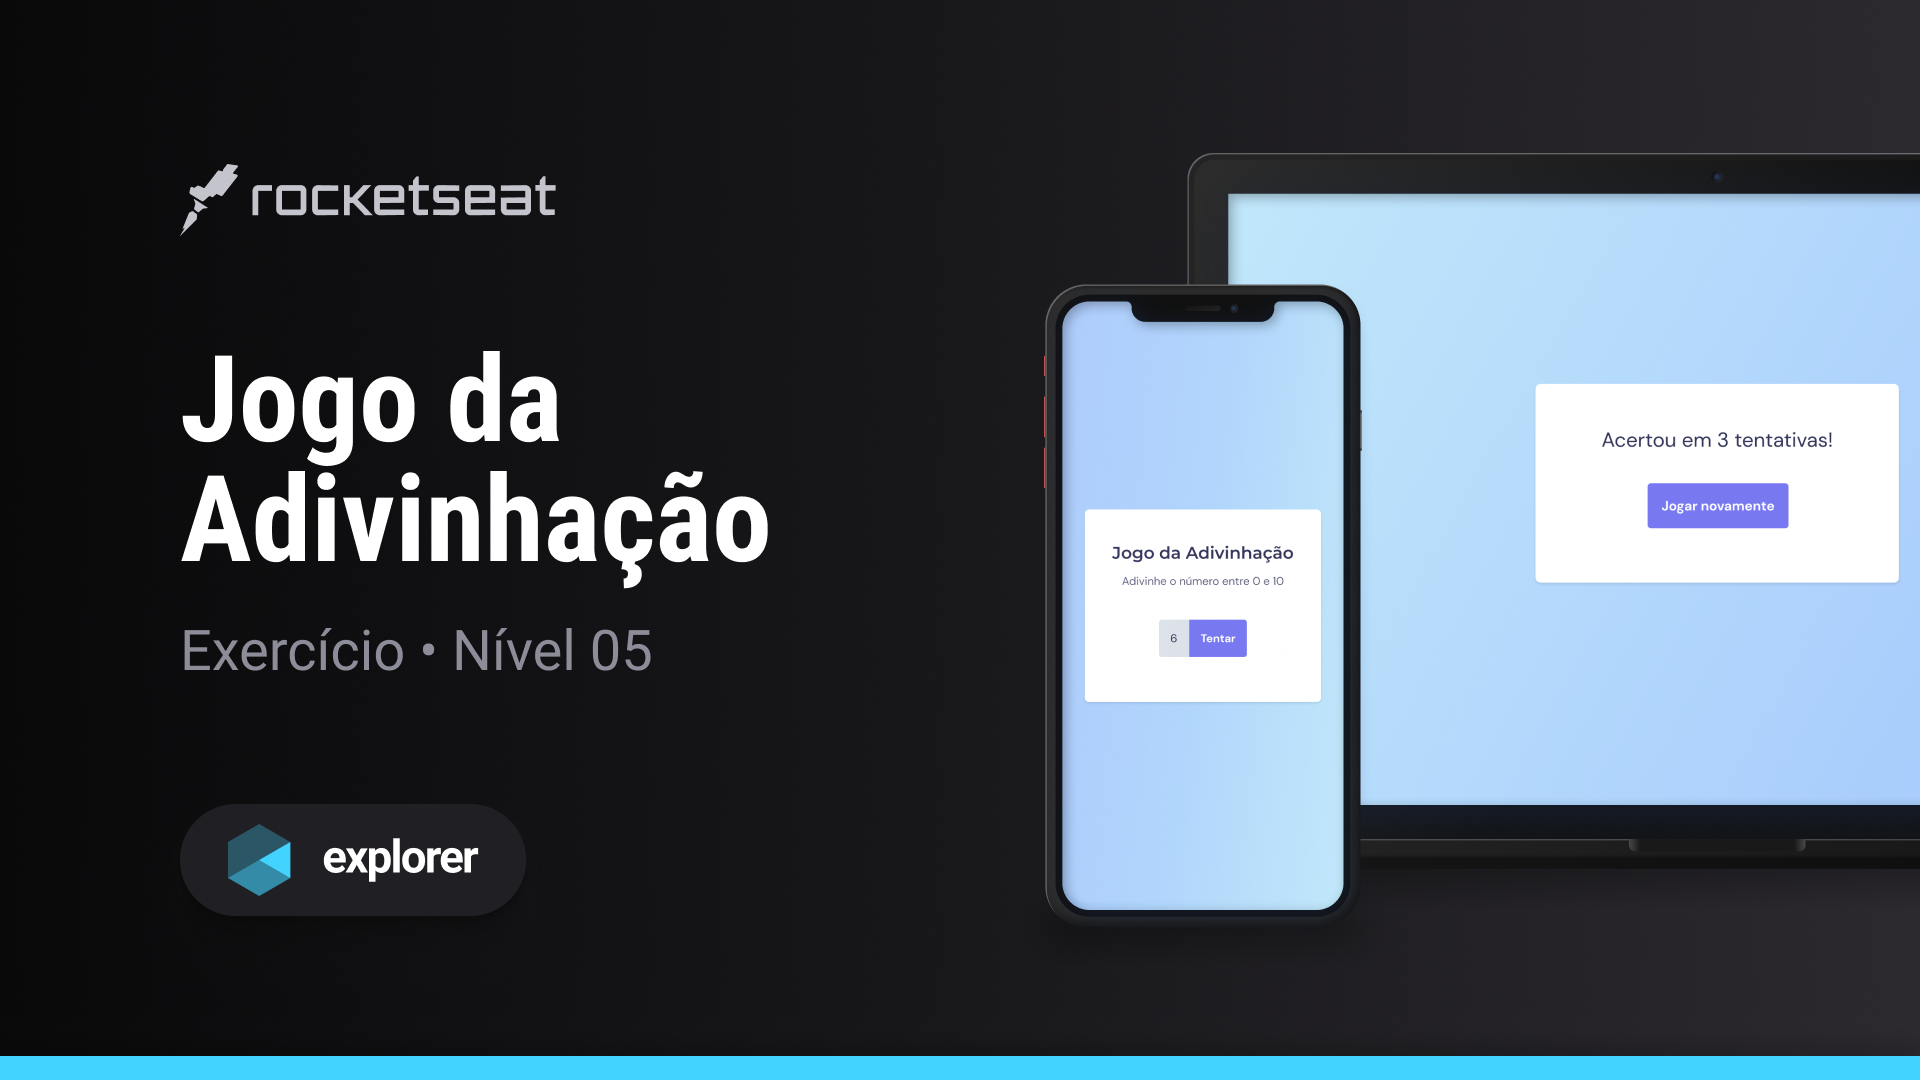 rocketseat
Jogo da
Adivinhação
Exercício • Nível 05
explorer
Jogo da Adivinhação
Adivinhe o número entre 0 e 10
6 Tentar
Acertou em 3 tentativas!
Jogar novamente